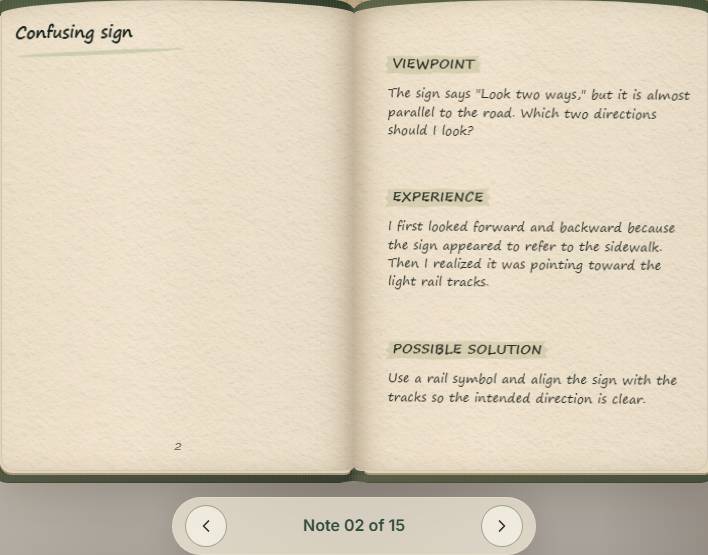 Confusing sign
2
VIEWPOINT
The sign says "Look two ways," but it is almost
parallel to the road. Which two directions
should I look?
EXPERIENCE
I first looked forward and backward because
the sign appeared to refer to the sidewalk.
Then I realized it was pointing toward the
light rail tracks.
POSSIBLE SOLUTION
Use a rail symbol and align the sign with the
tracks so the intended direction is clear.
Note 02 of 15